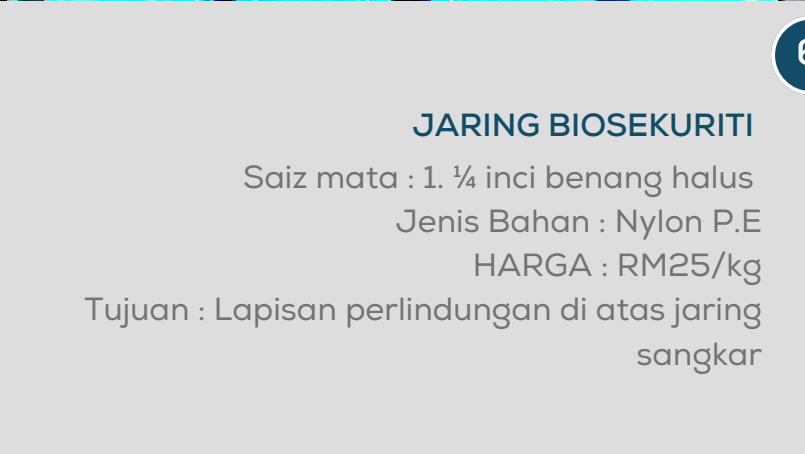 JARING BIOSEKURITI
Saiz mata : 1. ¼ inci benang halus
Jenis Bahan : Nylon P.E
HARGA : RM25/kg
Tujuan : Lapisan perlindungan di atas jaring
sangkar